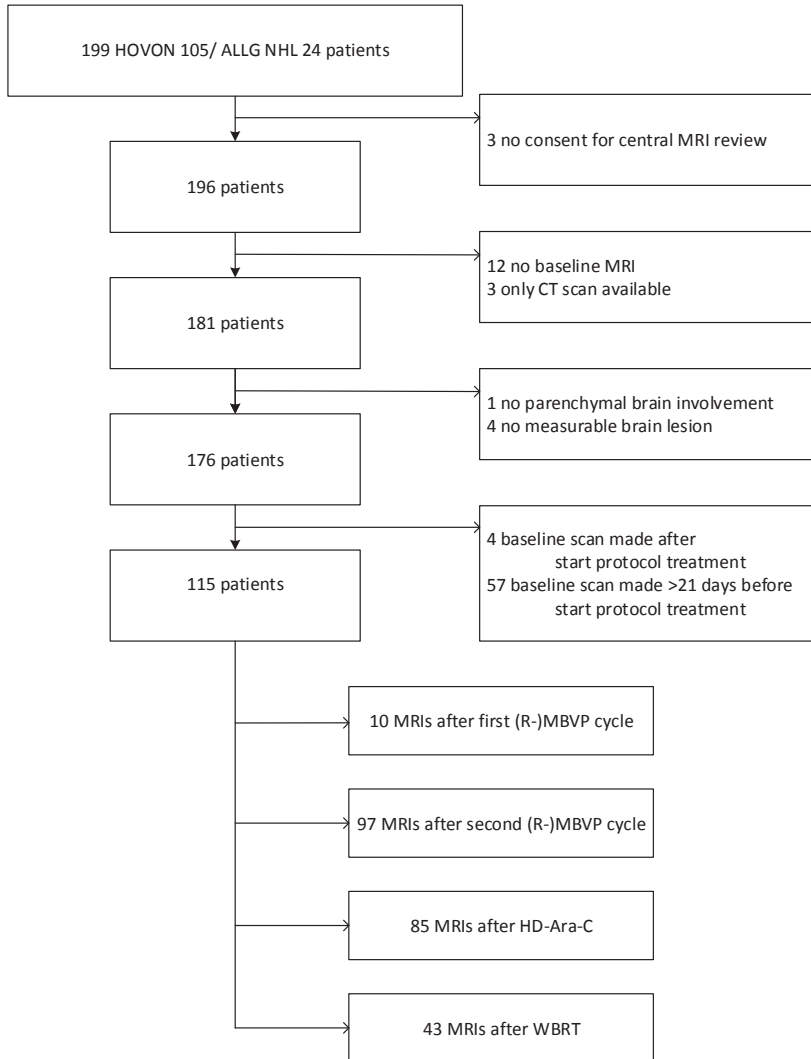 199 HOVON 105/ ALLG NHL 24 patients
3 no consent for central MRI review
196 patients
12 no baseline MRI
3 only CT scan available
181 patients
1 no parenchymal brain involvement
4 no measurable brain lesion
176 patients
4 baseline scan made after
start protocol treatment
57 baseline scan made >21 days before
start protocol treatment
115 patients
10 MRIs after first (R-)MBVP cycle
97 MRIs after second (R-)MBVP cycle
85 MRIs after HD-Ara-C
43 MRIs after WBRT